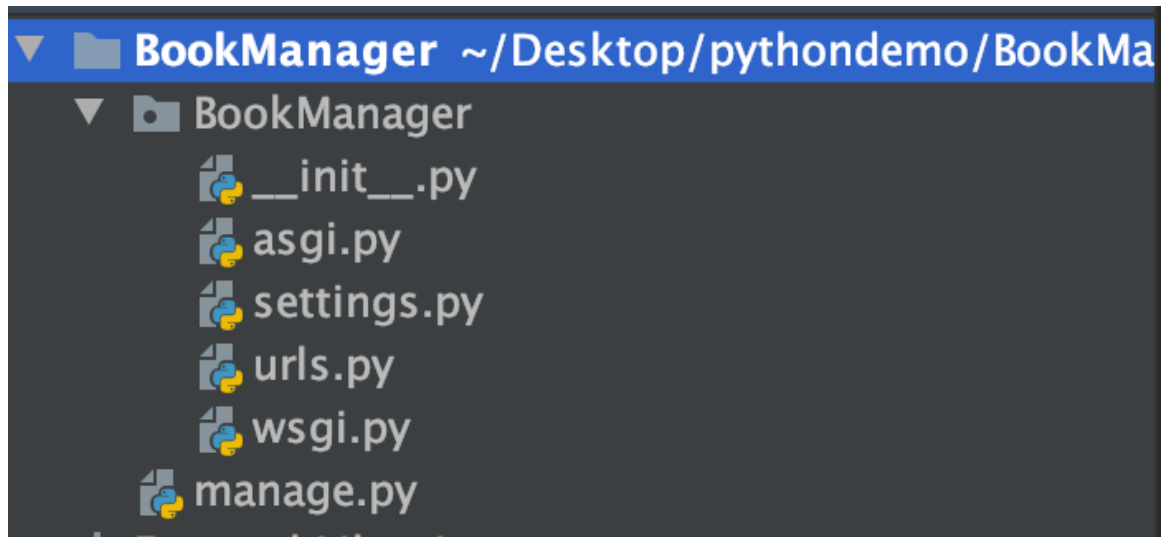 BookManager ~/Desktop/pythondemo/BookMa
BookManager
__init__.py
asgi.py
settings.py
urls.py
wsgi.py
manage.py